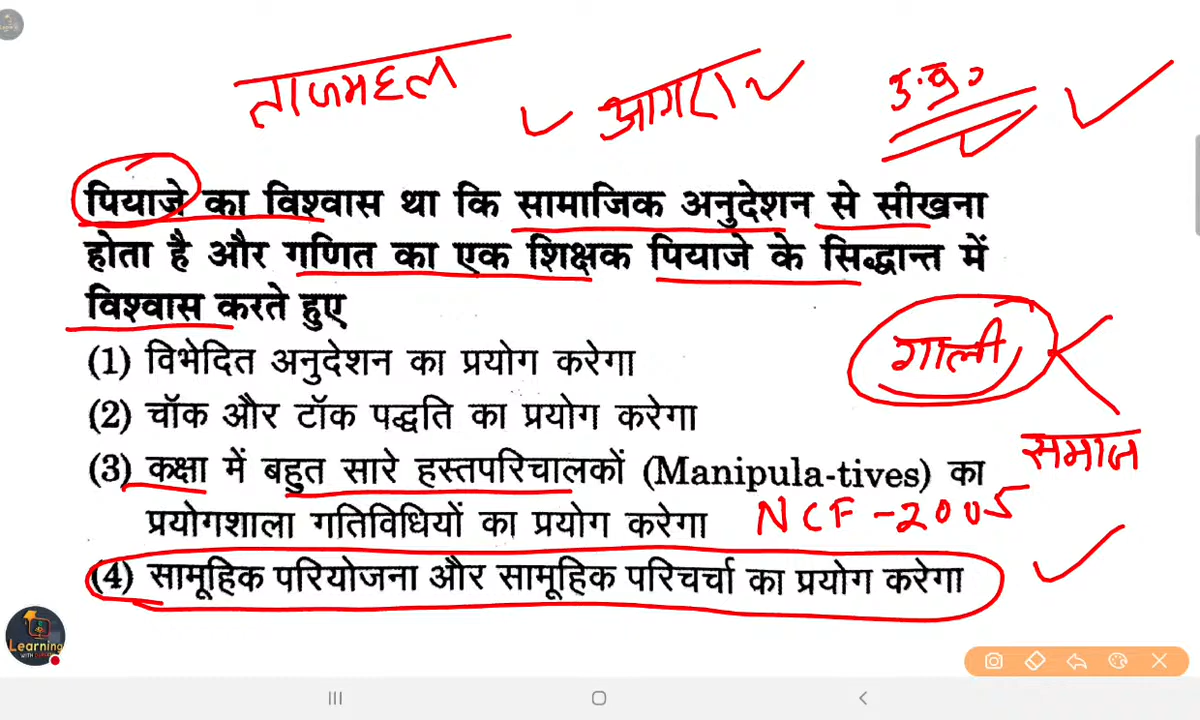 ताजमहल
आगरा
उ.प्र०
पियाजे का विश्वास था कि सामाजिक अनुदेशन से सीखना
होता है और गणित का एक शिक्षक पियाजे के सिद्धान्त में
विश्वास करते हुए
(1) विभेदित अनुदेशन का प्रयोग करेगा
गाली
(2) चॉक और टॉक पद्धति का प्रयोग करेगा
समाज
(3) कक्षा में बहुत सारे हस्तपरिचालकों (Manipula-tives) का
प्रयोगशाला गतिविधियों का प्रयोग करेगा
NCF-2005
(4) सामूहिक परियोजना और सामूहिक परिचर्चा का प्रयोग करेगा
Learning